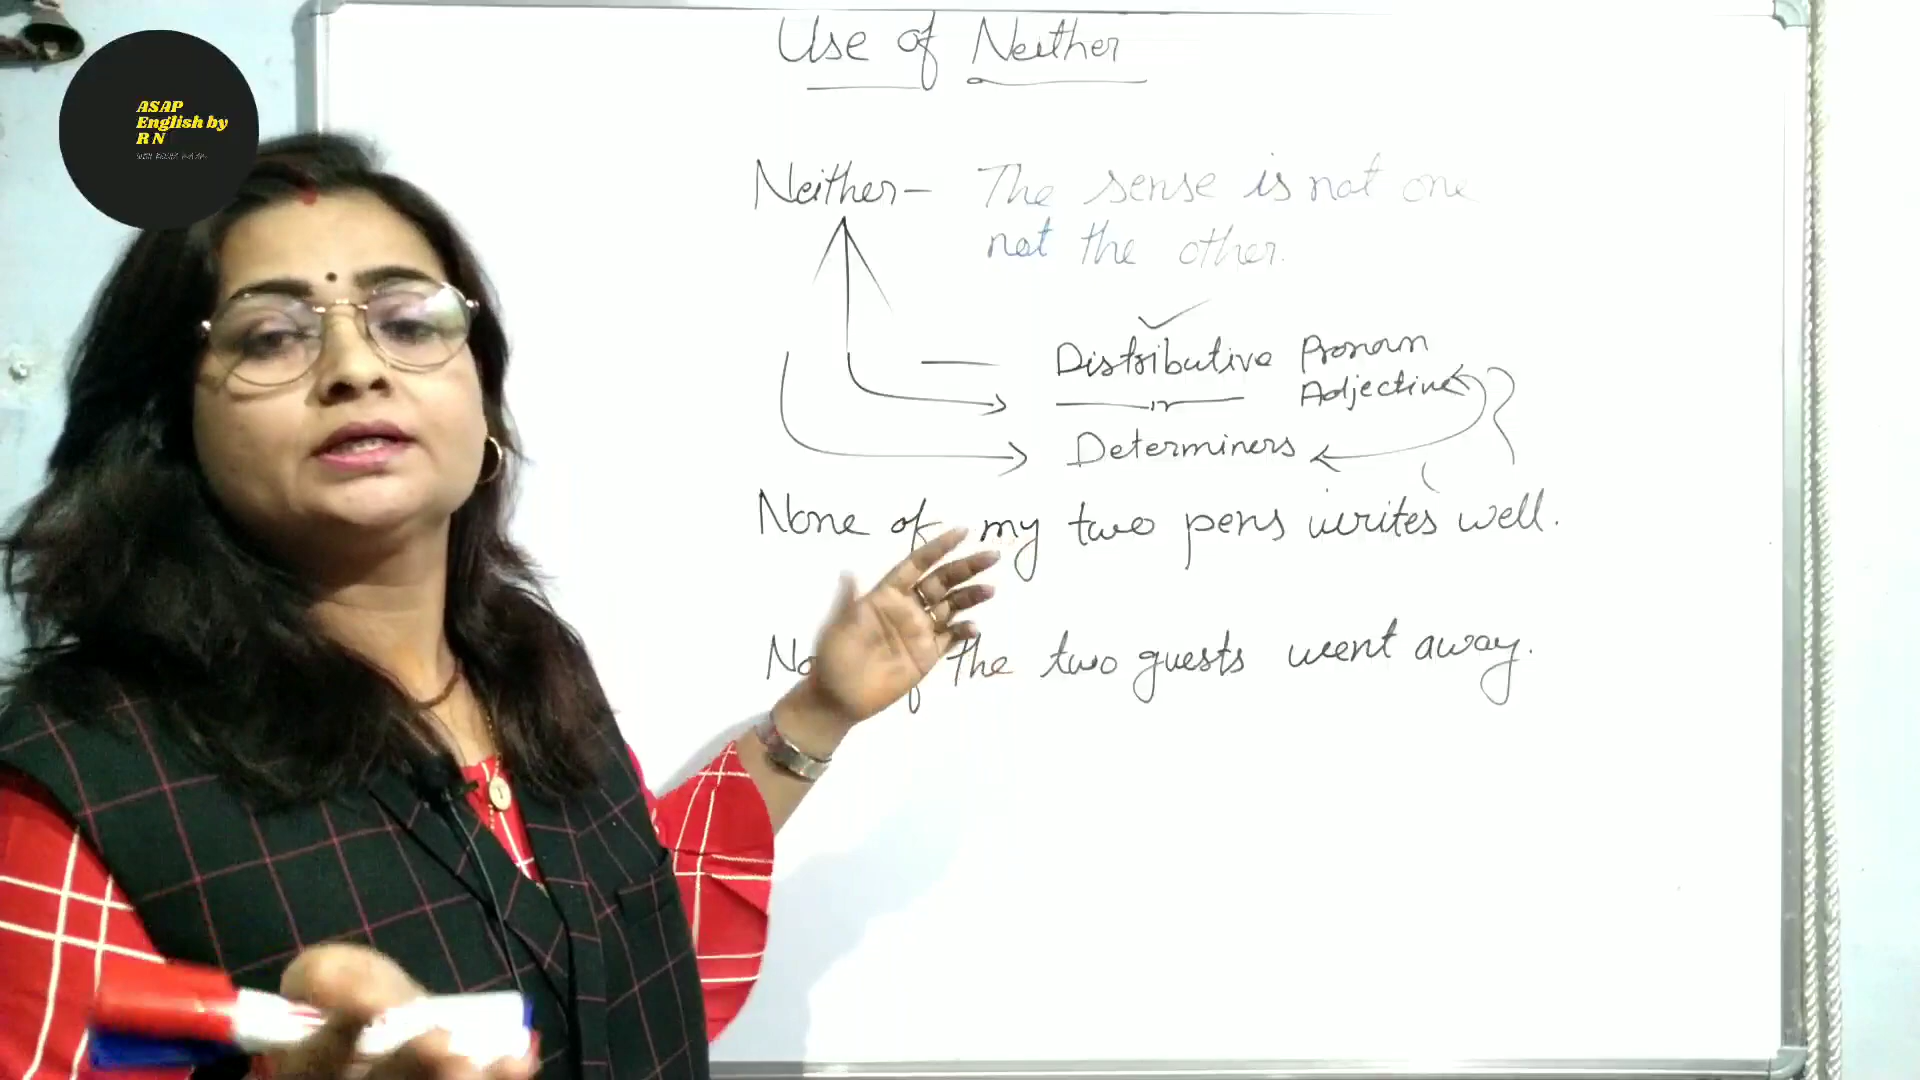 ASAP
English by
R N
Use of Neither
Neither - The sense is not one
not the other.
Distributive Pronoun
Adjective
or
Determiners
None of my two pens writes well.
the two guests went away.